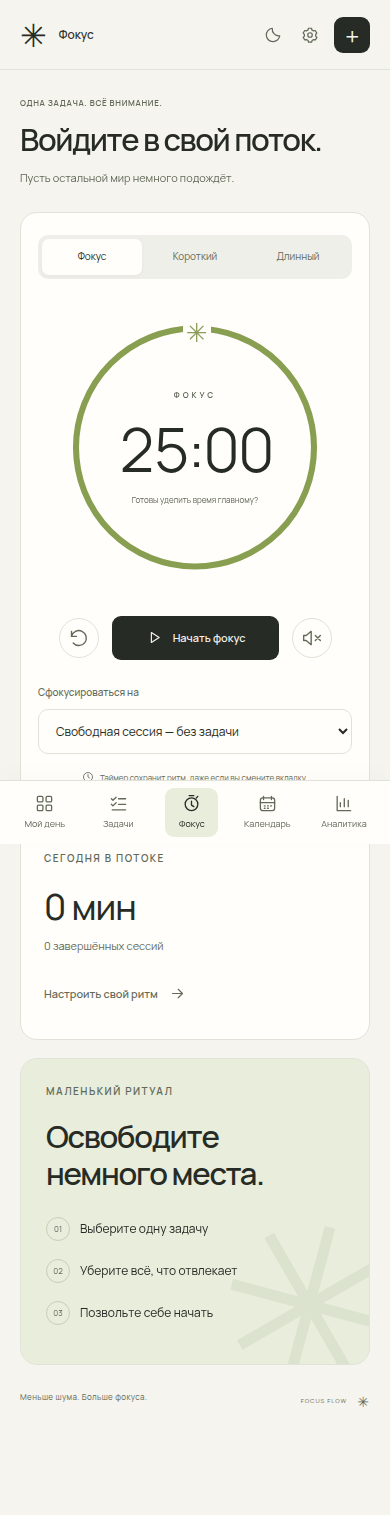 Фокус
ОДНА ЗАДАЧА. ВСЁ ВНИМАНИЕ.
Войдите в свой поток.
Пусть остальной мир немного подождёт.
Фокус Короткий Длинный
ФОКУС
25:00
Готовы уделить время главному?
Начать фокус
Сфокусироваться на
Свободная сессия — без задачи
Таймер сохранит ритм, даже если вы смените вкладку
Мой день Задачи Фокус Календарь Аналитика
СЕГОДНЯ В ПОТОКЕ
0 мин
0 завершённых сессий
Настроить свой ритм
МАЛЕНЬКИЙ РИТУАЛ
Освободите
немного места.
01 Выберите одну задачу
02 Уберите всё, что отвлекает
03 Позвольте себе начать
Меньше шума. Больше фокуса.
FOCUS FLOW